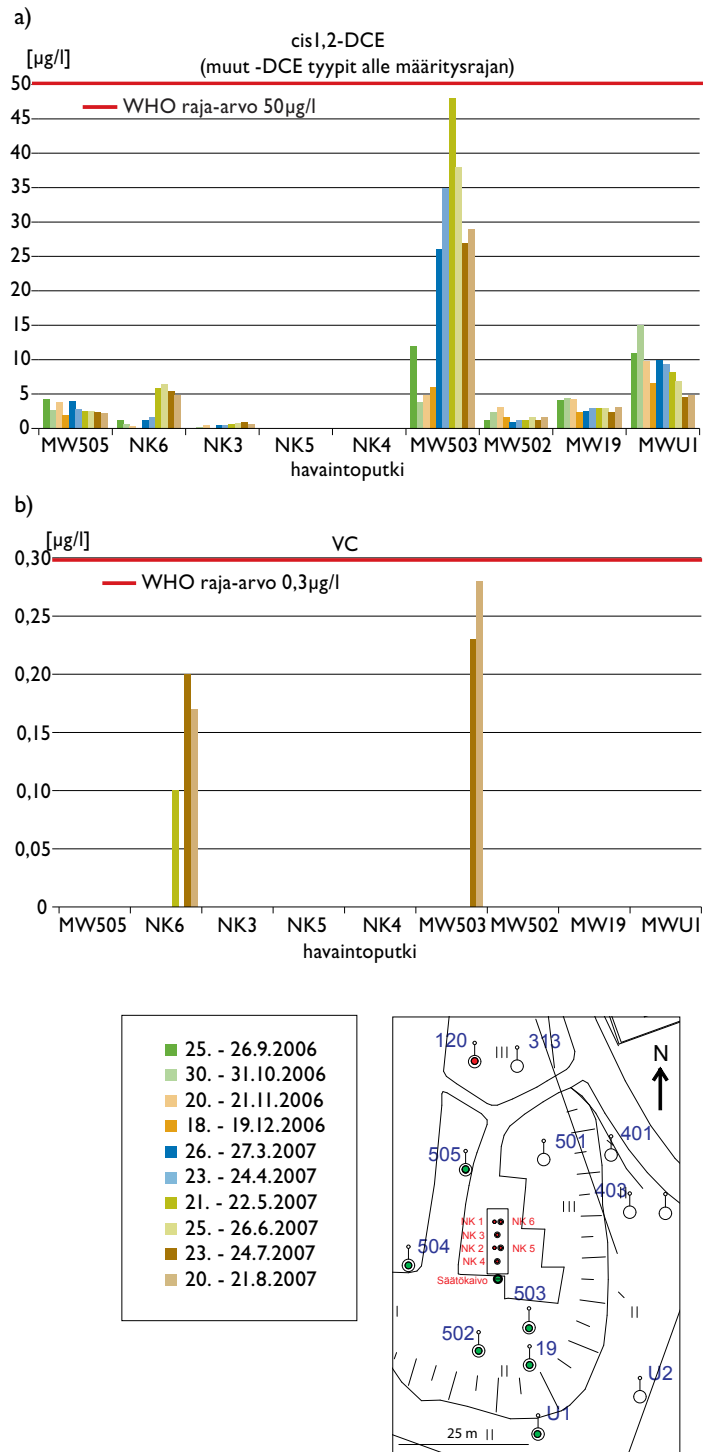 a)
[µg/l]
cis1,2-DCE
(muut -DCE tyypit alle määritysrajan)
50
WHO raja-arvo 50µg/l
45
40
35
30
25
20
15
10
5
0
MW505 NK6 NK3 NK5 NK4 MW503 MW502 MW19 MWU1
havaintoputki
b)
[µg/l]
VC
0,30
WHO raja-arvo 0,3µg/l
0,25
0,20
0,15
0,10
0,05
0
MW505 NK6 NK3 NK5 NK4 MW503 MW502 MW19 MWU1
havaintoputki
25. - 26.9.2006
30. - 31.10.2006
20. - 21.11.2006
18. - 19.12.2006
26. - 27.3.2007
23. - 24.4.2007
21. - 22.5.2007
25. - 26.6.2007
23. - 24.7.2007
20. - 21.8.2007
120 313
N
505 501 401
403
NK 1 NK 6
NK 3
504 NK 2 NK 5
NK 4
Säätökaivo
503
502 19
U2
U1
25 m